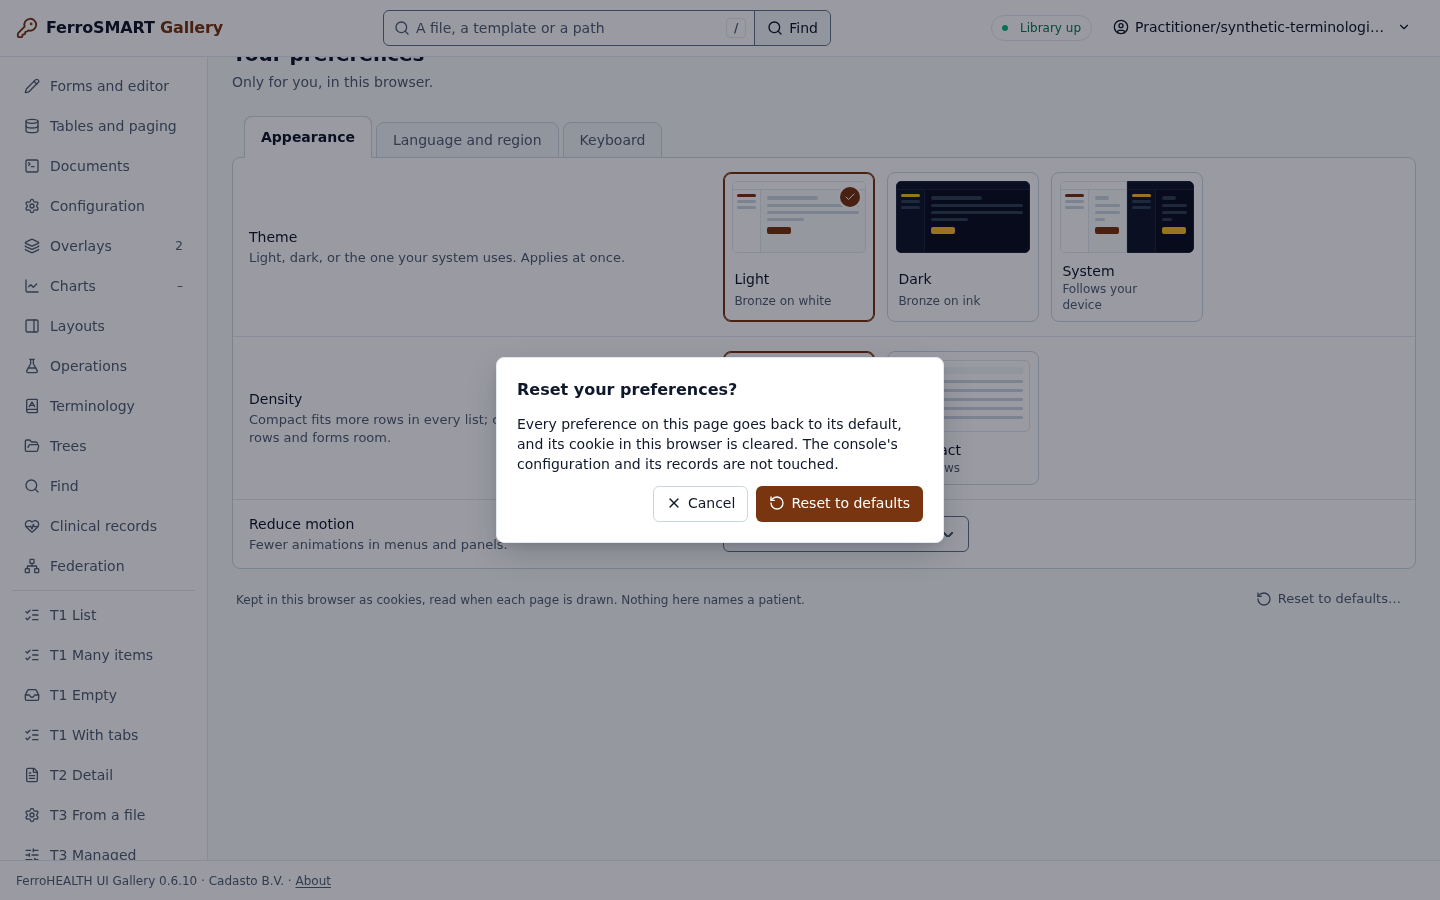 FerroSMART Gallery
A file, a template or a path
/
Find
Library up
Practitioner/synthetic-terminologi…
Forms and editor
Tables and paging
Documents
Configuration
Overlays 2
Charts –
Layouts
Operations
Terminology
Trees
Find
Clinical records
Federation
T1 List
T1 Many items
T1 Empty
T1 With tabs
T2 Detail
T3 From a file
T3 Managed
Your preferences
Only for you, in this browser.
Appearance
Language and region
Keyboard
Theme
Light, dark, or the one your system uses. Applies at once.
Light
Bronze on white
Dark
Bronze on ink
System
Follows your
device
Density
Compact fits more rows in every list;
rows and forms room.
Reduce motion
Fewer animations in menus and panels.
Reset your preferences?
Every preference on this page goes back to its default,
and its cookie in this browser is cleared. The console's
configuration and its records are not touched.
Cancel
Reset to defaults
Kept in this browser as cookies, read when each page is drawn. Nothing here names a patient.
Reset to defaults…
FerroHEALTH UI Gallery 0.6.10 · Cadasto B.V. · About